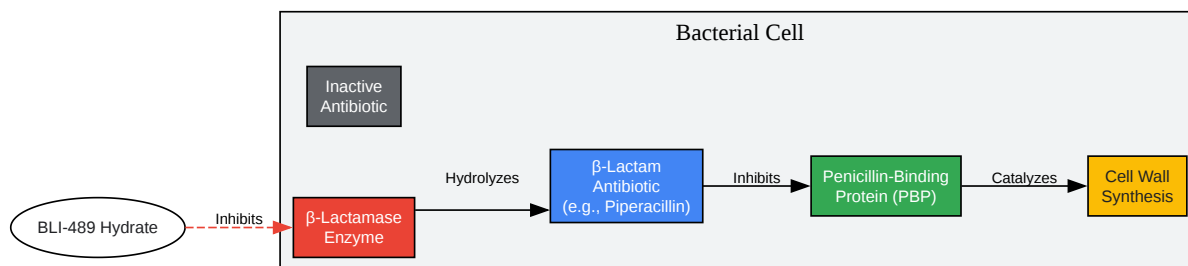 Bacterial Cell
Inactive
Antibiotic
Hydrolyzes
β-Lactam
Antibiotic
(e.g., Piperacillin)
Inhibits
Penicillin-Binding
Protein (PBP)
Catalyzes
Cell Wall
Synthesis
BLI-489 Hydrate
Inhibits
β-Lactamase
Enzyme